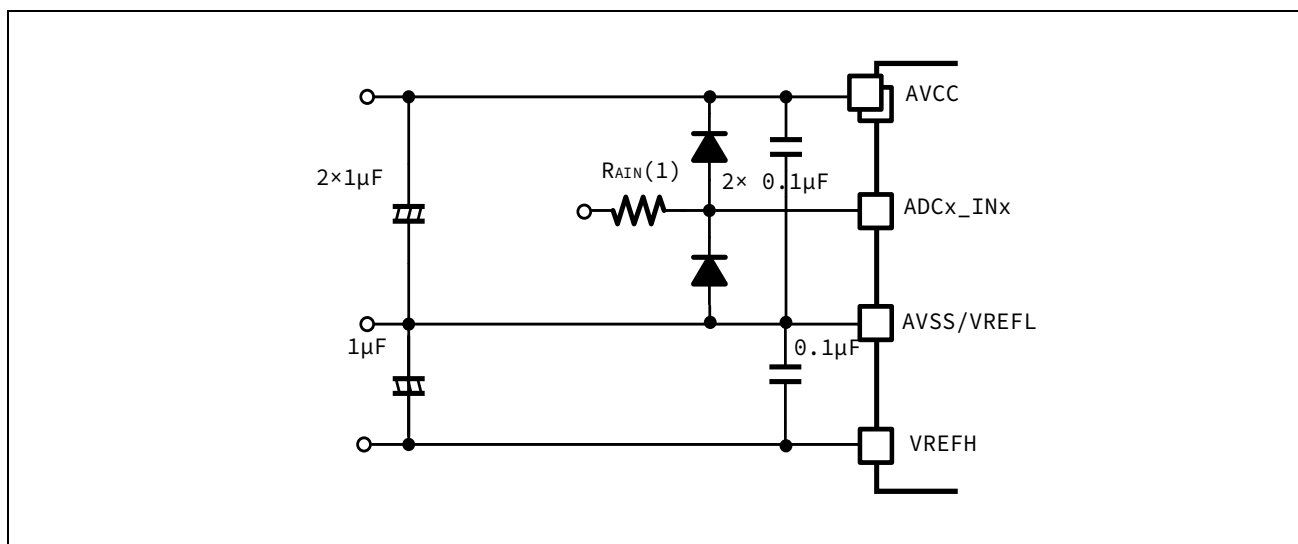 AVCC
2×1µF
RAIN(1)
2× 0.1µF
ADCx_INx
AVSS/VREFL
1µF
0.1µF
VREFH